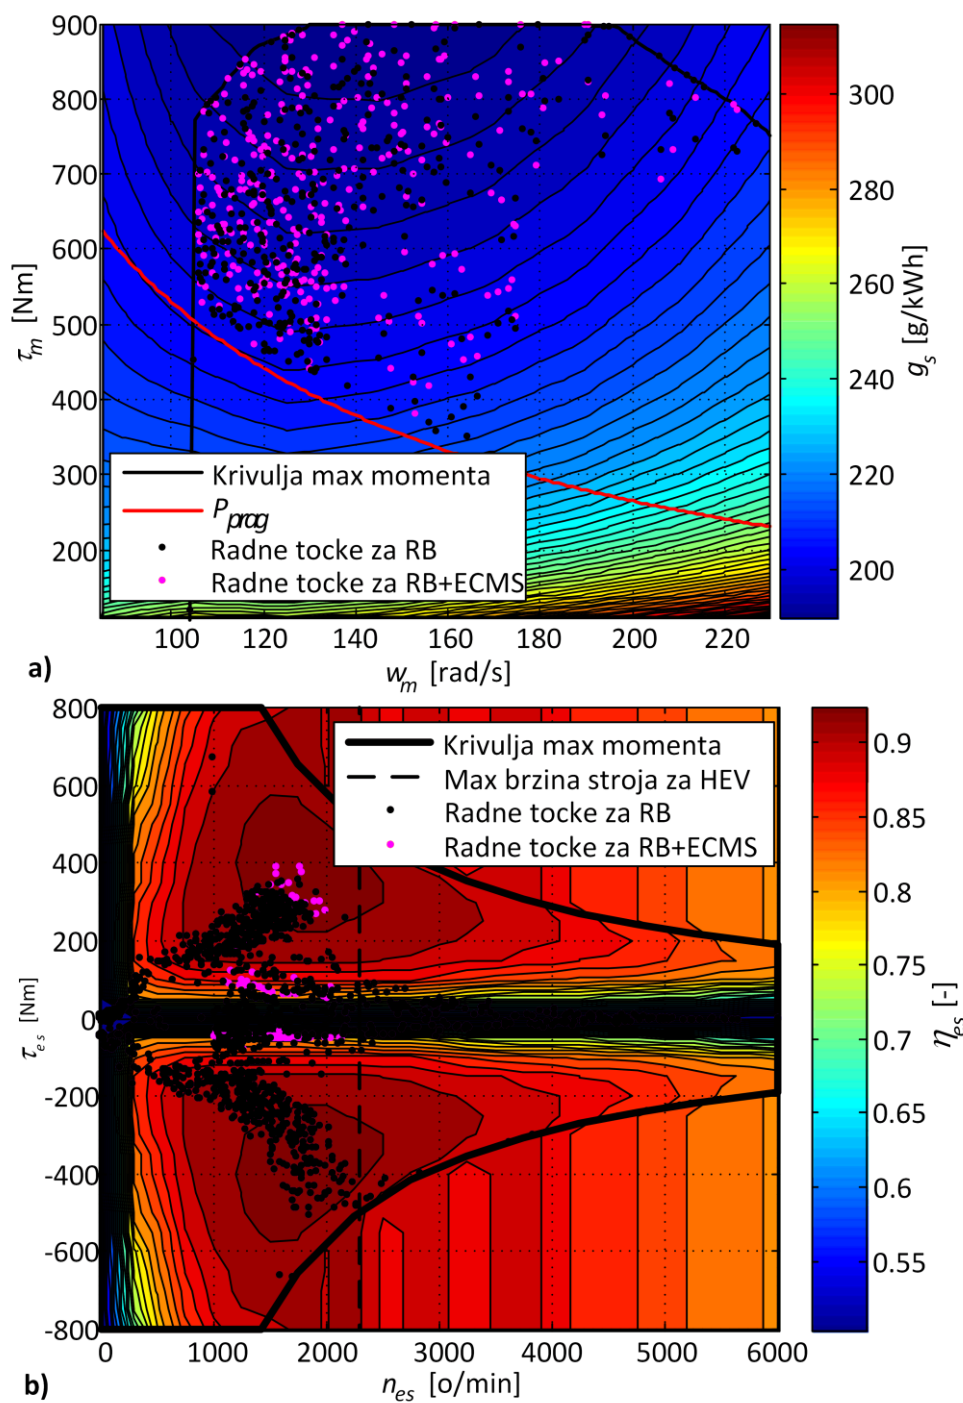 900
800
700
600
500
400
300
200
τm [Nm]
Krivulja max momenta
Pprag
Radne tocke za RB
Radne tocke za RB+ECMS
100 120 140 160 180 200 220
wm [rad/s]
300
280
260
240
220
200
gs [g/kWh]
a)
800
600
400
200
0
-200
-400
-600
-800
τes [Nm]
Krivulja max momenta
Max brzina stroja za HEV
Radne tocke za RB
Radne tocke za RB+ECMS
0 1000 2000 3000 4000 5000 6000
nes [o/min]
0.9
0.85
0.8
0.75
0.7
0.65
0.6
0.55
ηes [-]
b)